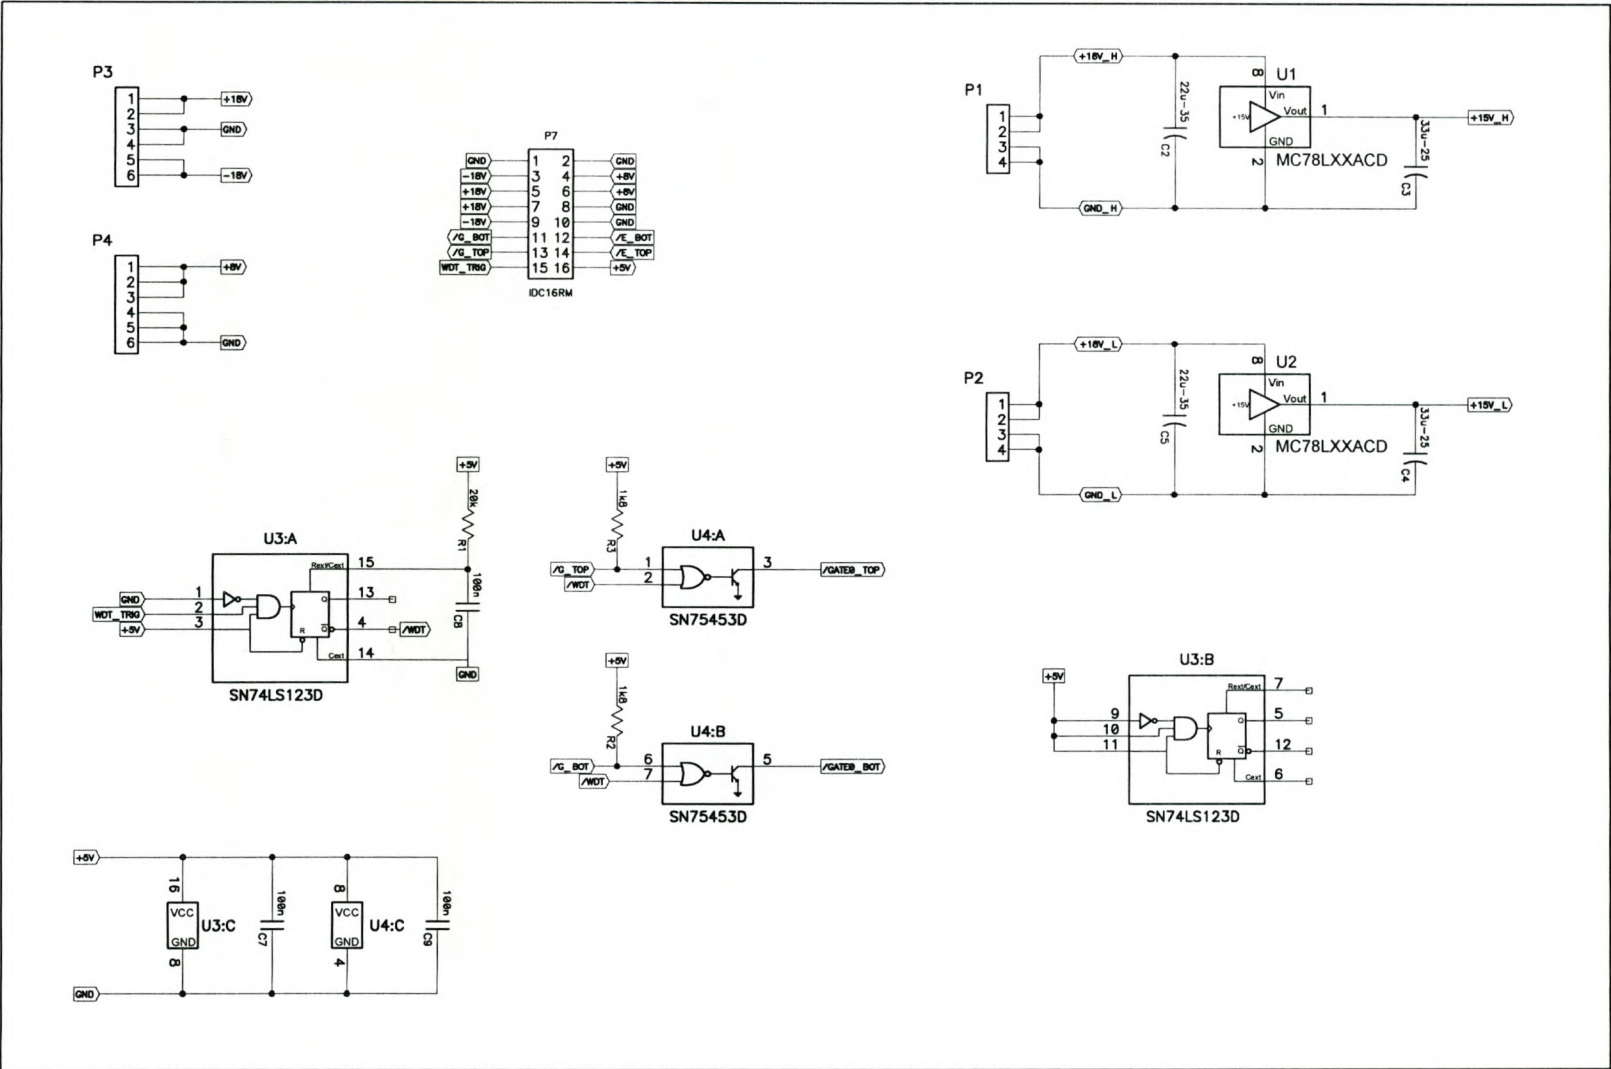 P3
1 +18V
2
3 GND
4
5
6 -18V
P4
1 +8V
2
3
4
5
6 GND
P7
GND 1 2 GND
-18V 3 4 +8V
+18V 5 6 +8V
+18V 7 8 GND
-18V 9 10 GND
/G_BOT 11 12 /E_BOT
/G_TOP 13 14 /E_TOP
WDT_TRIG 15 16 +5V
IDC16RM
P1
1
2
3
4
+18V_H
GND_H
22u-35
C2
8
U1
Vin
+15V
Vout 1
GND
2
MC78LXXACD
33u-25
C3
+15V_H
P2
1
2
3
4
+18V_L
GND_L
22u-35
C5
8
U2
Vin
+15V
Vout 1
GND
2
MC78LXXACD
33u-25
C4
+15V_L
+5V
20k
R1
U3:A
Rext/Cext 15
GND 1
WDT_TRIG 2
+5V 3
Q 13
R
Q 4 /WDT
Cext 14
100n
C8
GND
SN74LS123D
+5V
1k8
R3
U4:A
/G_TOP 1
/WDT 2
3 /GATE0_TOP
SN75453D
+5V
1k8
R2
U4:B
/G_BOT 6
/WDT 7
5 /GATE0_BOT
SN75453D
U3:B
+5V
Rext/Cext 7
9
10
11
Q 5
R
Q 12
Cext 6
SN74LS123D
+5V
16
VCC
GND
8
U3:C
100n
C7
8
VCC
GND
4
U4:C
100n
C9
GND